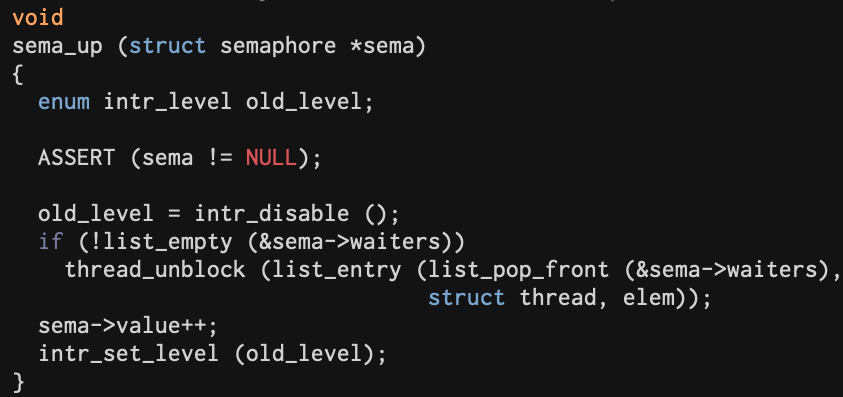 void
sema_up (struct semaphore *sema)
{
  enum intr_level old_level;

  ASSERT (sema != NULL);

  old_level = intr_disable ();
  if (!list_empty (&sema->waiters))
    thread_unblock (list_entry (list_pop_front (&sema->waiters),
                                struct thread, elem));
  sema->value++;
  intr_set_level (old_level);
}